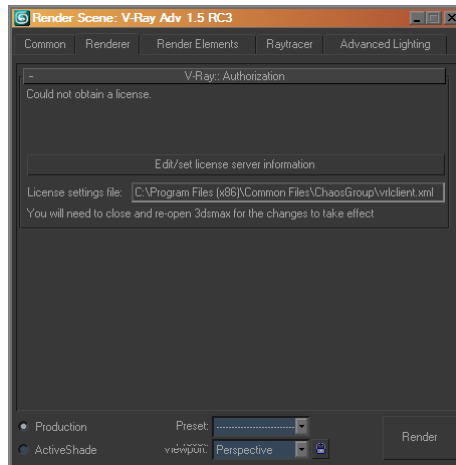 Render Scene: V-Ray Adv 1.5 RC3
Common Renderer Render Elements Raytracer Advanced Lighting
- V-Ray:: Authorization
Could not obtain a license.
Edit/set license server information
License settings file: C:\Program Files (x86)\Common Files\ChaosGroup\vrlclient.xml
You will need to close and re-open 3dsmax for the changes to take effect
Production Preset: --------------------
ActiveShade Viewport: Perspective
Render